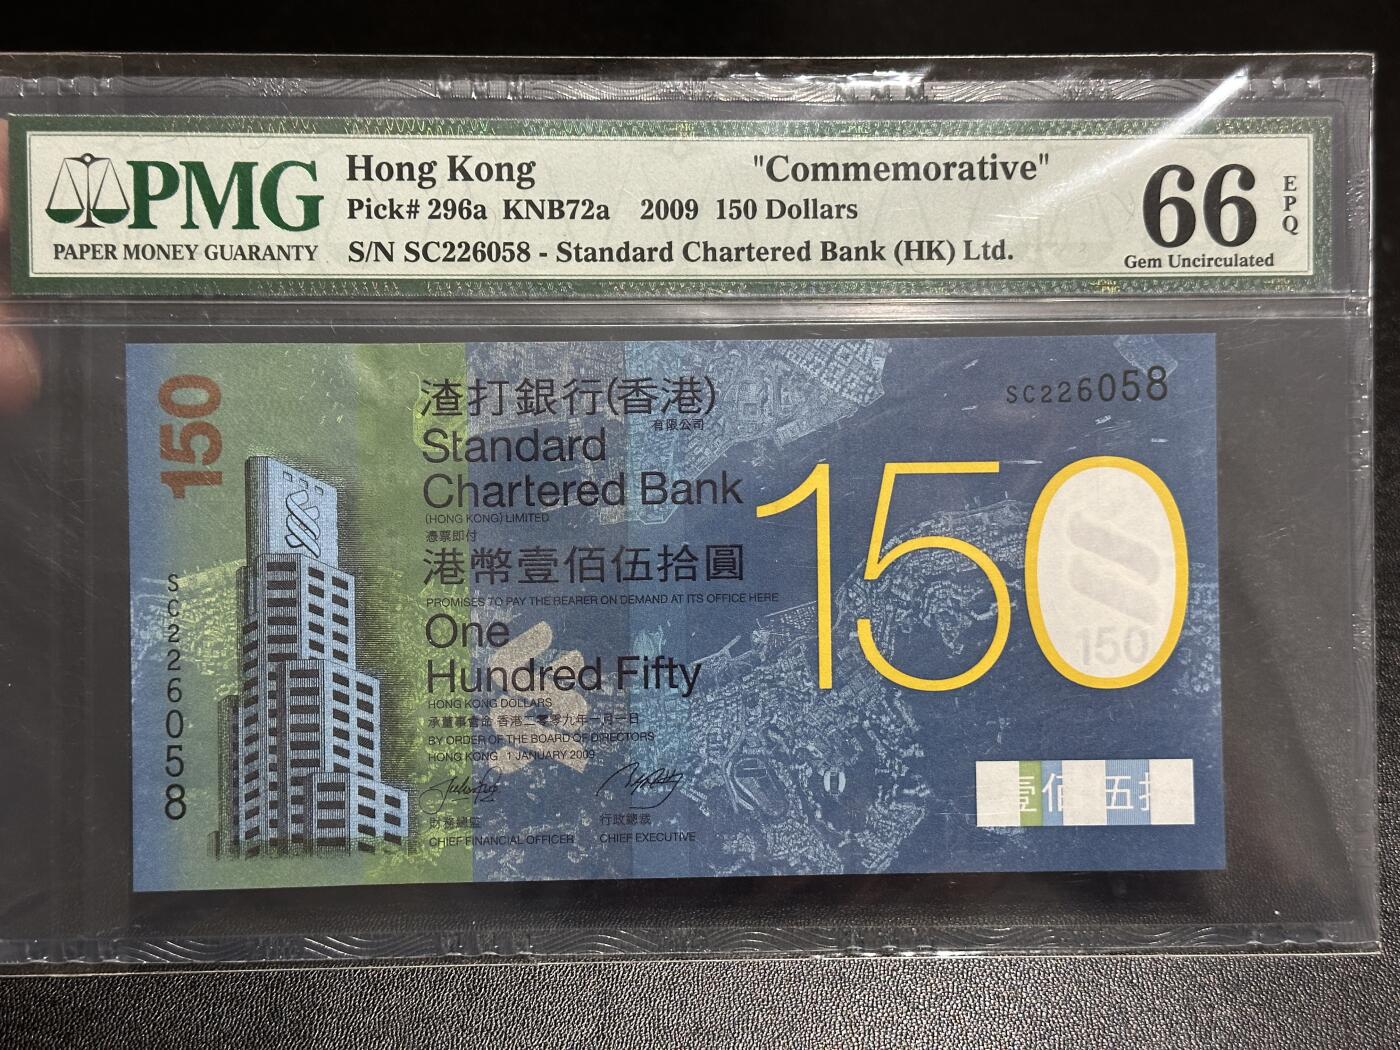 PMG
PAPER MONEY GUARANTY
Hong Kong "Commemorative"
Pick# 296a KNB72a 2009 150 Dollars
S/N SC226058 - Standard Chartered Bank (HK) Ltd.
66
EPQ
Gem Uncirculated
150
SC226058
渣打銀行(香港)
有限公司
Standard
Chartered Bank
(HONG KONG) LIMITED
憑票即付
港幣壹佰伍拾圓
PROMISES TO PAY THE BEARER ON DEMAND AT ITS OFFICE HERE
One
Hundred Fifty
HONG KONG DOLLARS
承董事會命 香港二零零九年一月一日
BY ORDER OF THE BOARD OF DIRECTORS
HONG KONG 1 JANUARY 2009
財務總監
CHIEF FINANCIAL OFFICER
行政總裁
CHIEF EXECUTIVE
SC226058
150
150
壹佰伍拾